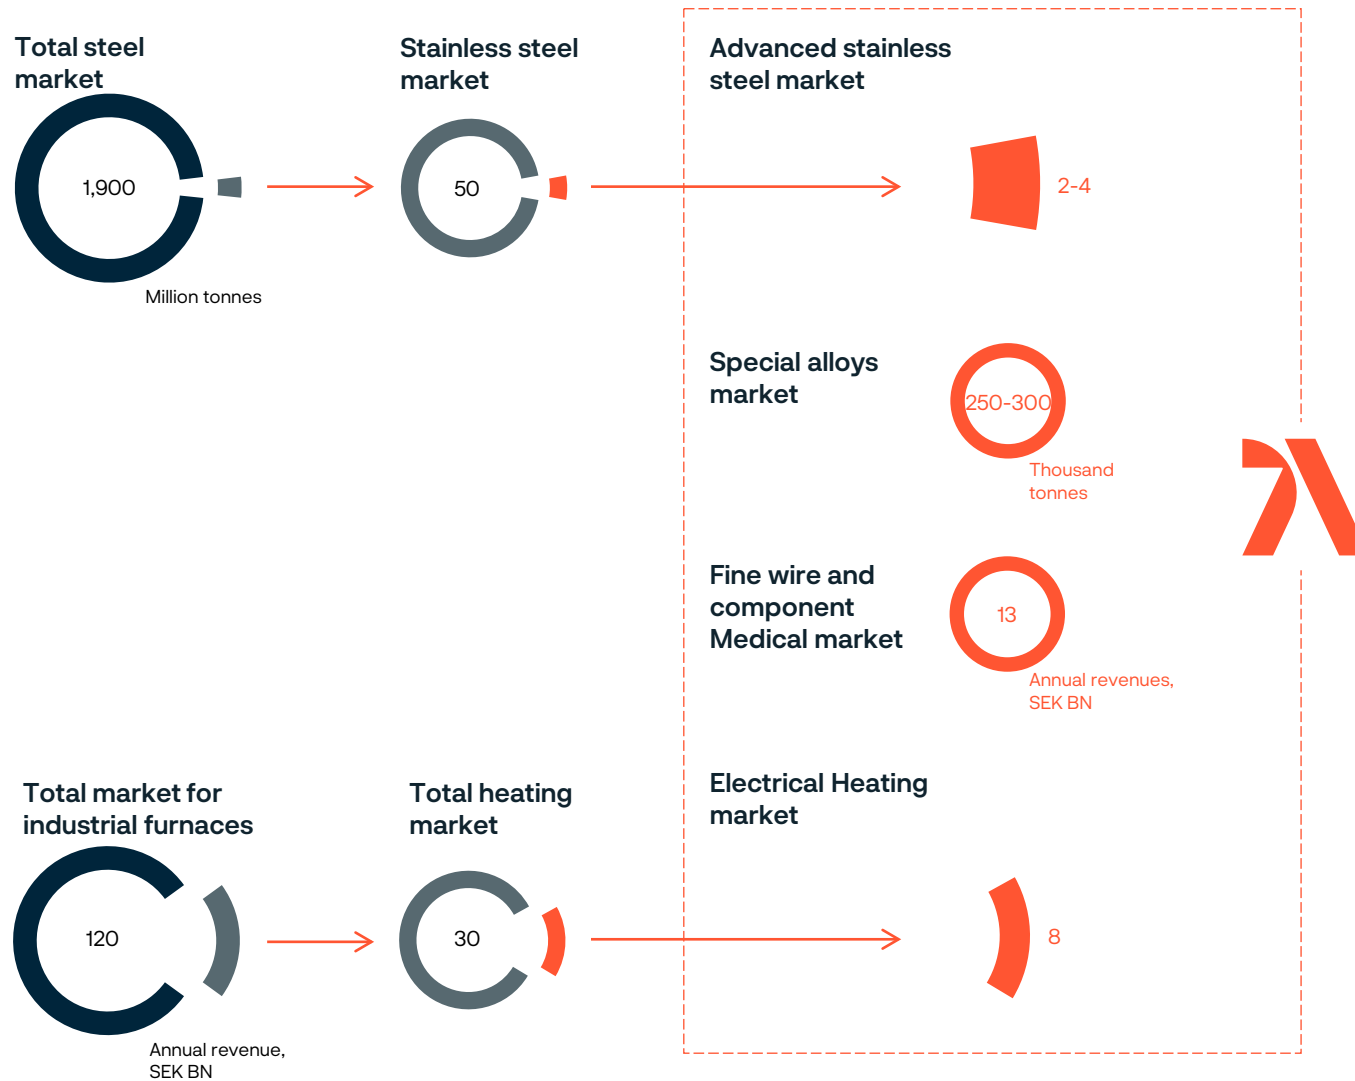 Total steel
market
1,900
Million tonnes
Stainless steel
market
50
Advanced stainless
steel market
2-4
Special alloys
market
250-300
Thousand
tonnes
Fine wire and
component
Medical market
13
Annual revenues,
SEK BN
Total market for
industrial furnaces
120
Annual revenue,
SEK BN
Total heating
market
30
Electrical Heating
market
8